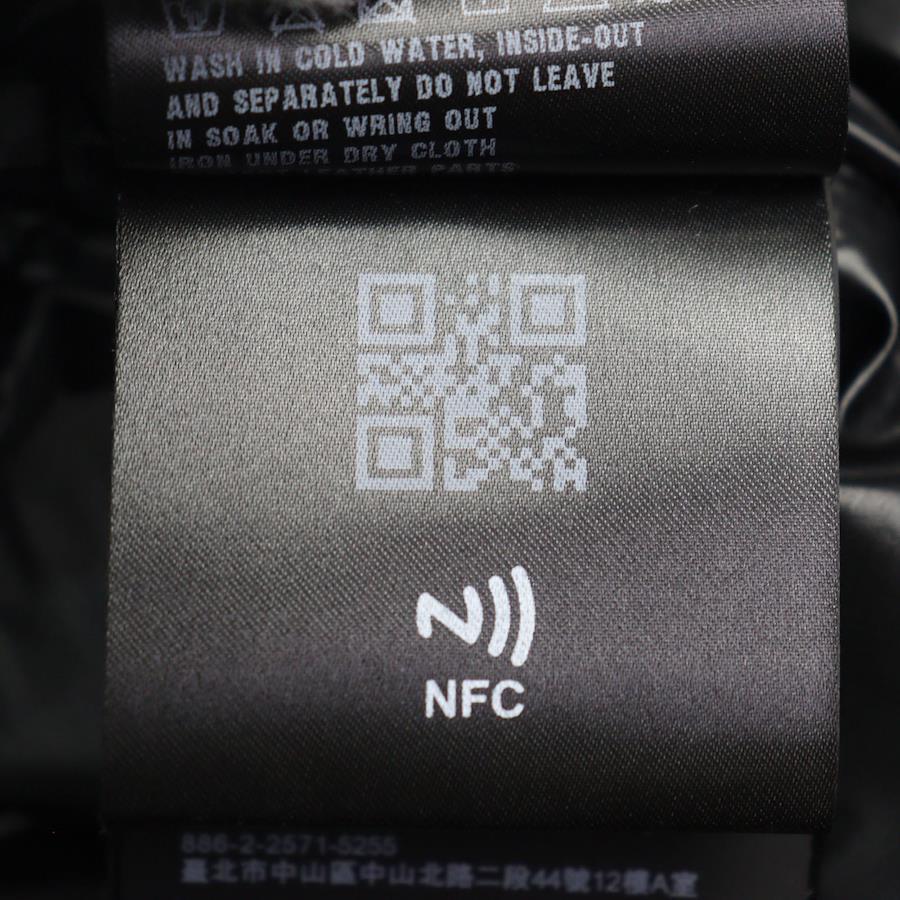 WASH IN COLD WATER, INSIDE-OUT
AND SEPARATELY DO NOT LEAVE
IN SOAK OR WRING OUT
IRON UNDER DRY CLOTH
LEATHER PARTS
NFC
886-2-2571-5255
臺北市中山區中山北路二段44號12樓A室